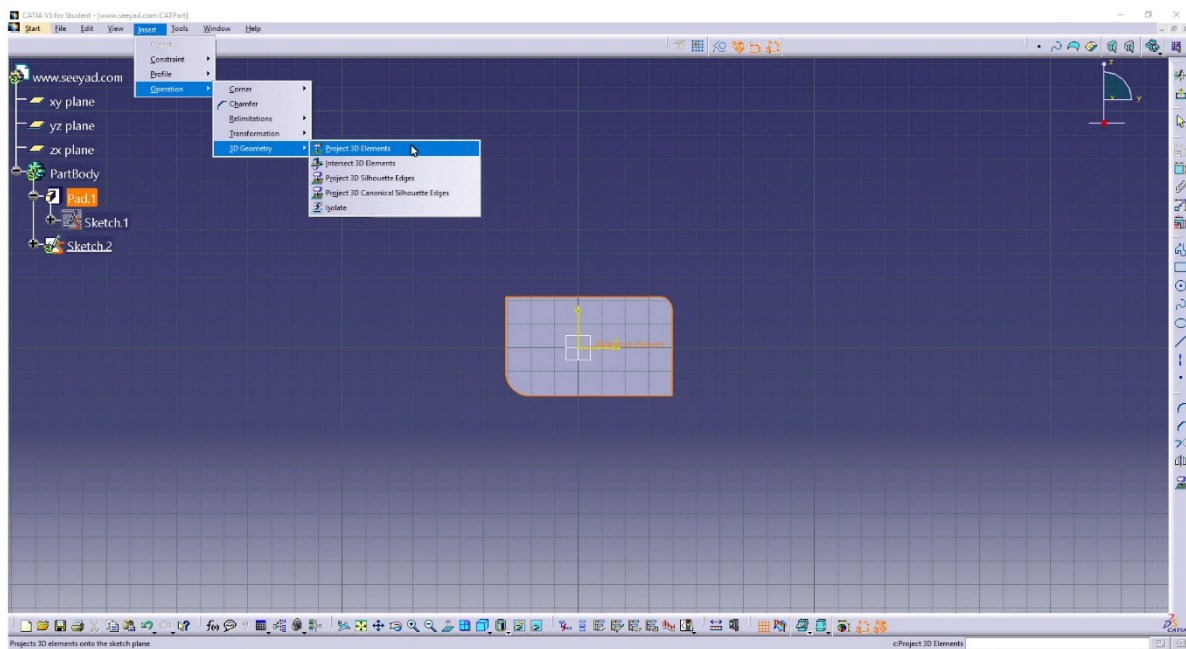 CATIA V5 for Student - [www.seeyad.com.CATPart]
Start File Edit View Insert Tools Window Help
Object
Constraint
Profile
Operation
Corner
Chamfer
Relimitations
Transformation
3D Geometry
Project 3D Elements
Intersect 3D Elements
Project 3D Silhouette Edges
Project 3D Canonical Silhouette Edges
Isolate
www.seeyad.com
xy plane
yz plane
zx plane
PartBody
Pad.1
Sketch.1
Sketch.2
z
x y
CATIA
Projects 3D elements onto the sketch plane
c:Project 3D Elements